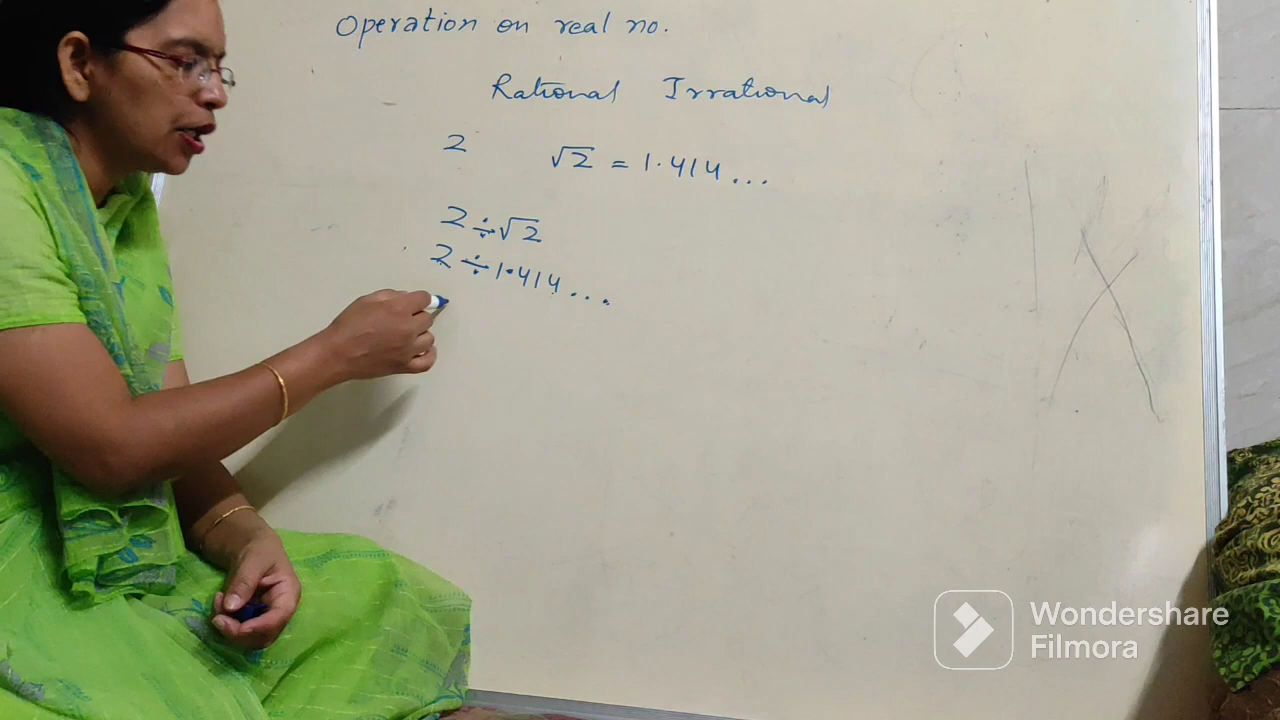 Operation on real no.
Rational Irrational
2 √2 = 1.414...
2 ÷ √2
2 ÷ 1.414...
Wondershare
Filmora